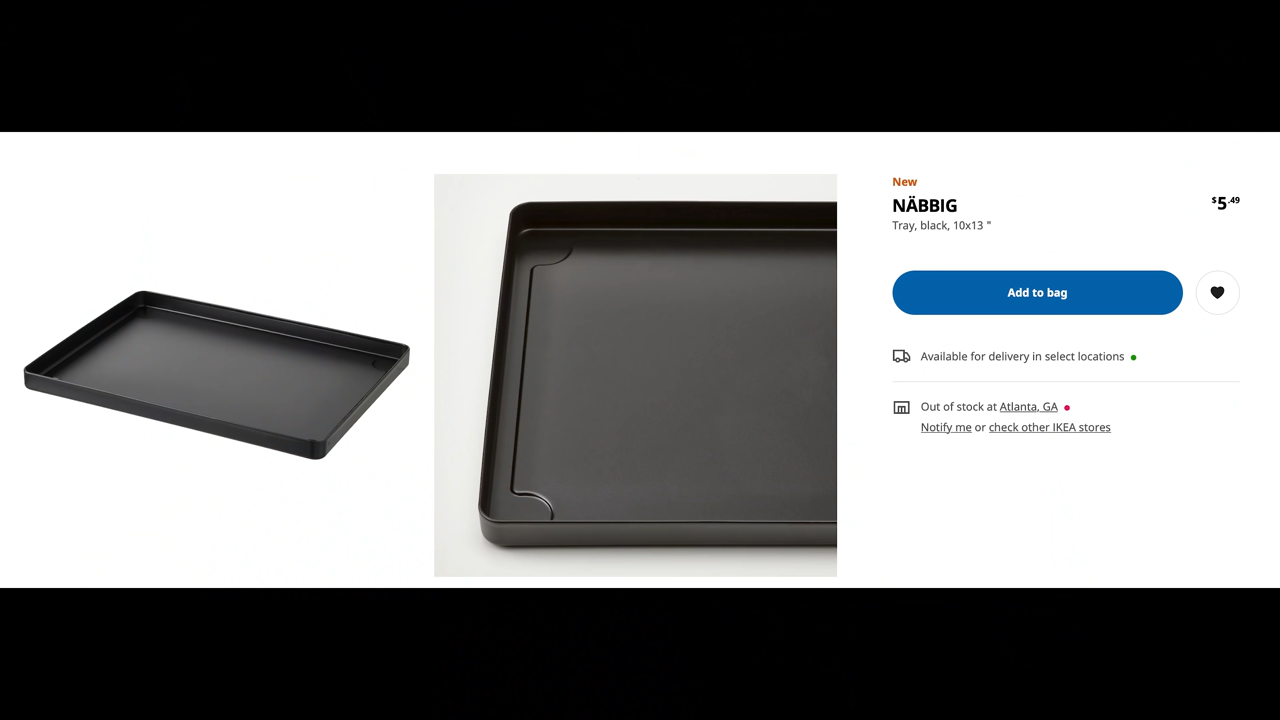 New
NÄBBIG
$5.49
Tray, black, 10x13 "
Add to bag
Available for delivery in select locations
Out of stock at Atlanta, GA
Notify me or check other IKEA stores